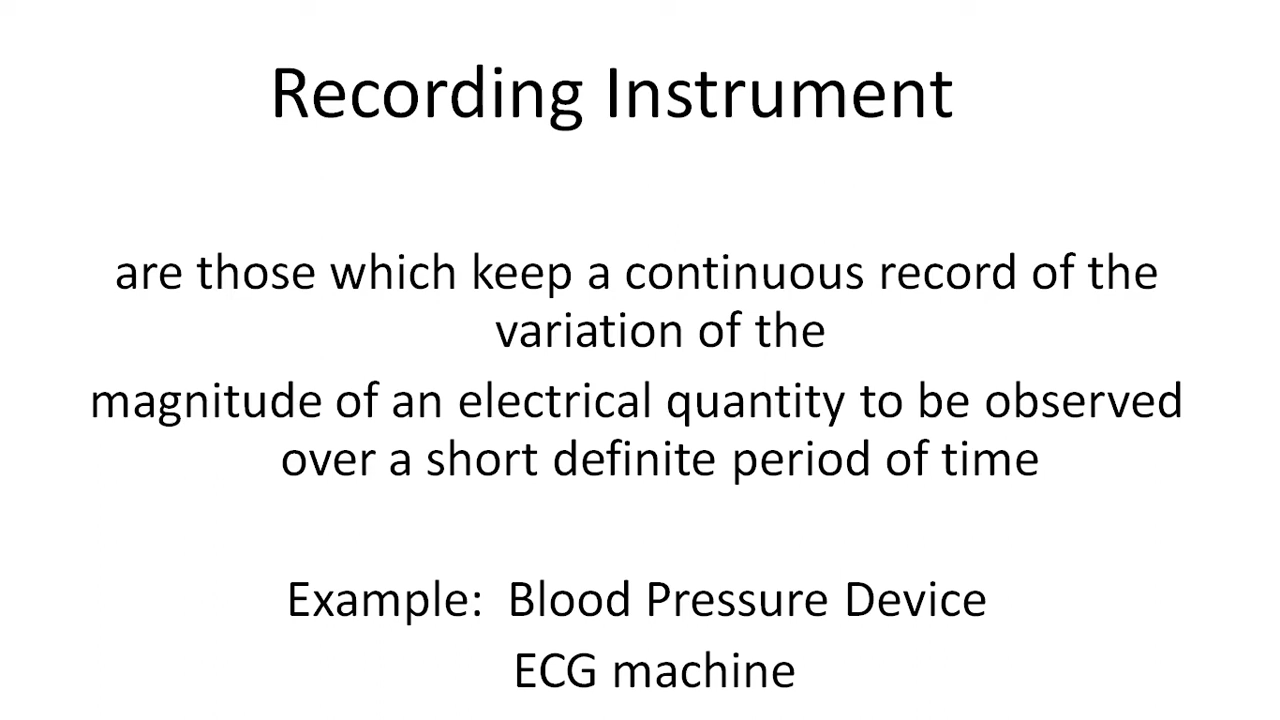 Recording Instrument
are those which keep a continuous record of the
variation of the
magnitude of an electrical quantity to be observed
over a short definite period of time
Example:  Blood Pressure Device
ECG machine